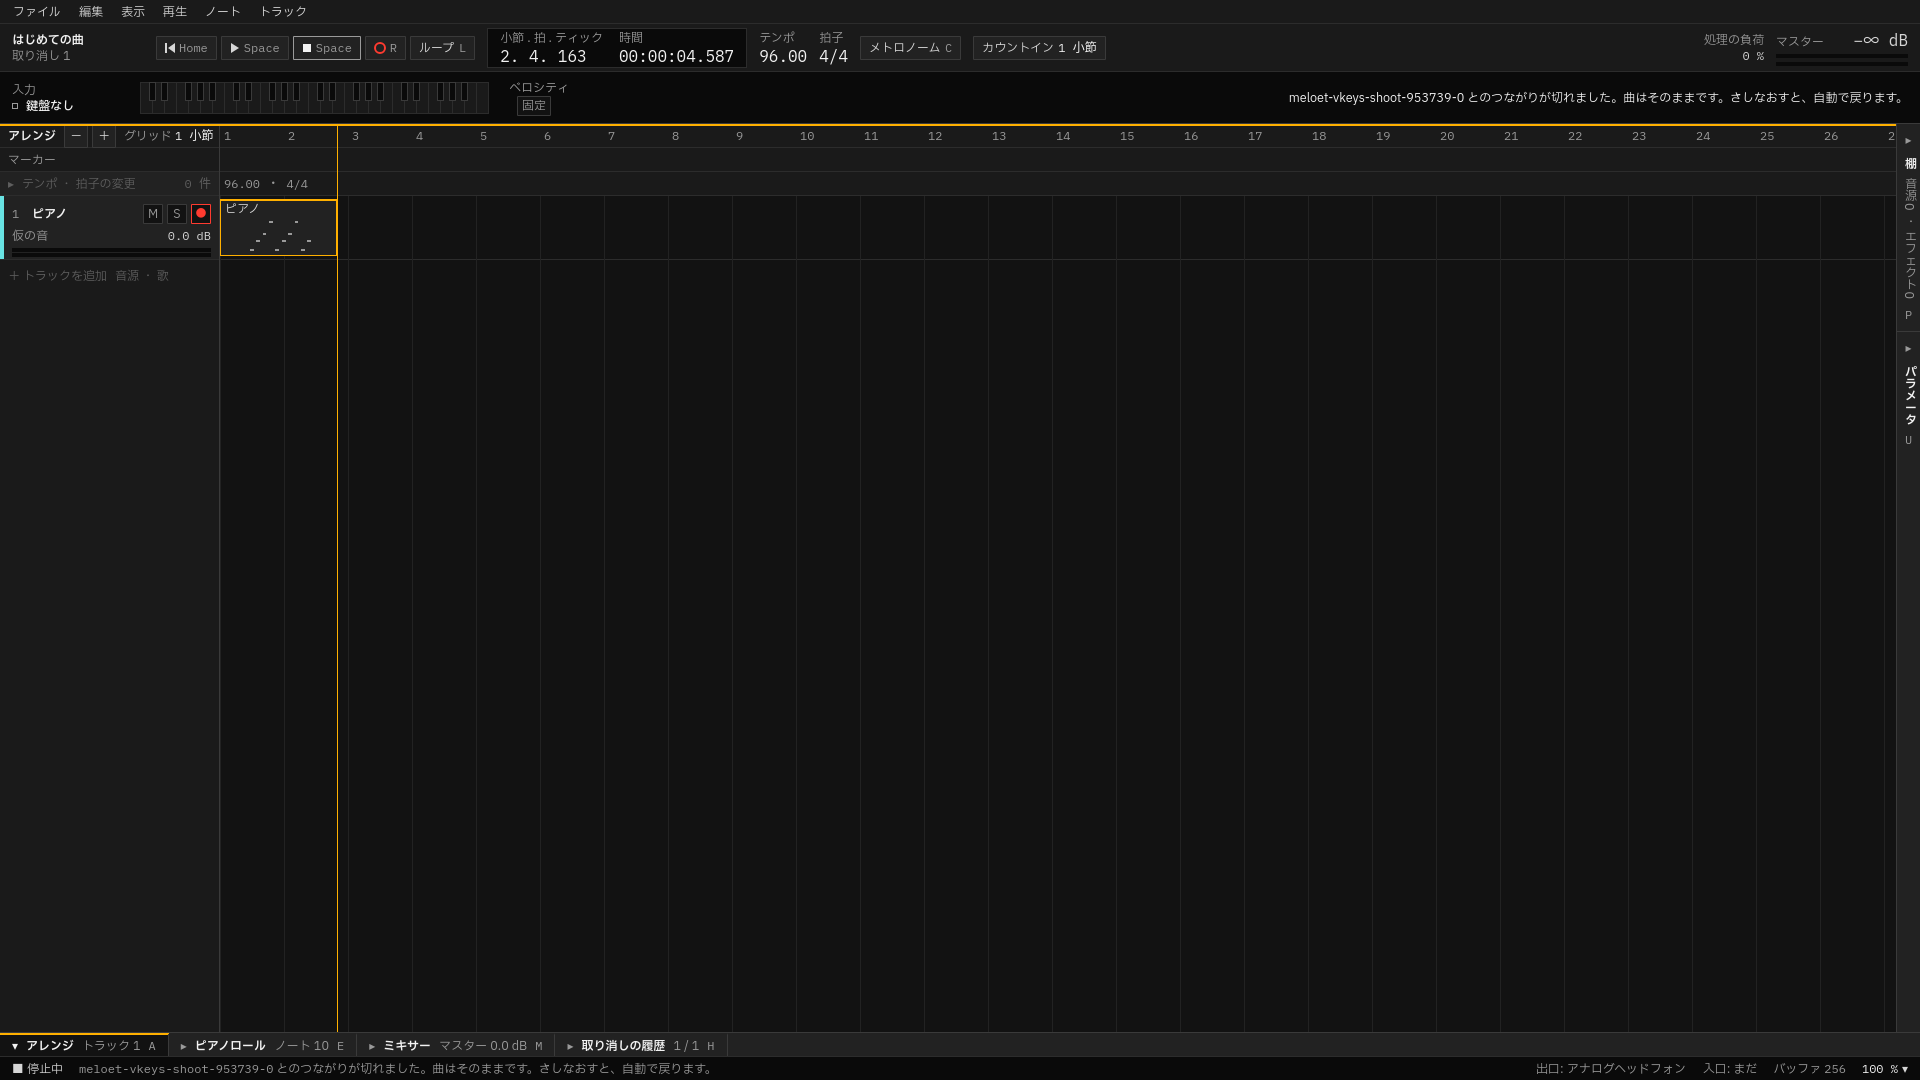 ファイル 編集 表示 再生 ノート トラック
はじめての曲
取り消し 1
Home Space Space R ループ L
小節 . 拍 . ティック 時間 テンポ 拍子
2. 4. 163 00:00:04.587 96.00 4/4
メトロノーム C カウントイン 1 小節
処理の負荷 マスター −∞ dB
0 %
入力
鍵盤なし
ベロシティ
固定
meloet-vkeys-shoot-953739-0 とのつながりが切れました。曲はそのままです。さしなおすと、自動で戻ります。
アレンジ − + グリッド 1 小節 1 2 3 4 5 6 7 8 9 10 11 12 13 14 15 16 17 18 19 20 21 22 23 24 25 26 2
マーカー
▸ テンポ · 拍子の変更 0 件 96.00 · 4/4
1 ピアノ M S
仮の音 0.0 dB
ピアノ
+ トラックを追加 音源 · 歌
▸ 棚 音源 0 · エフェクト 0 P
▸ パラメータ U
▾ アレンジ トラック 1 A ▸ ピアノロール ノート 10 E ▸ ミキサー マスター 0.0 dB M ▸ 取り消しの履歴 1 / 1 H
■ 停止中 meloet-vkeys-shoot-953739-0 とのつながりが切れました。曲はそのままです。さしなおすと、自動で戻ります。
出口: アナログヘッドフォン 入口: まだ バッファ 256 100 % ▾